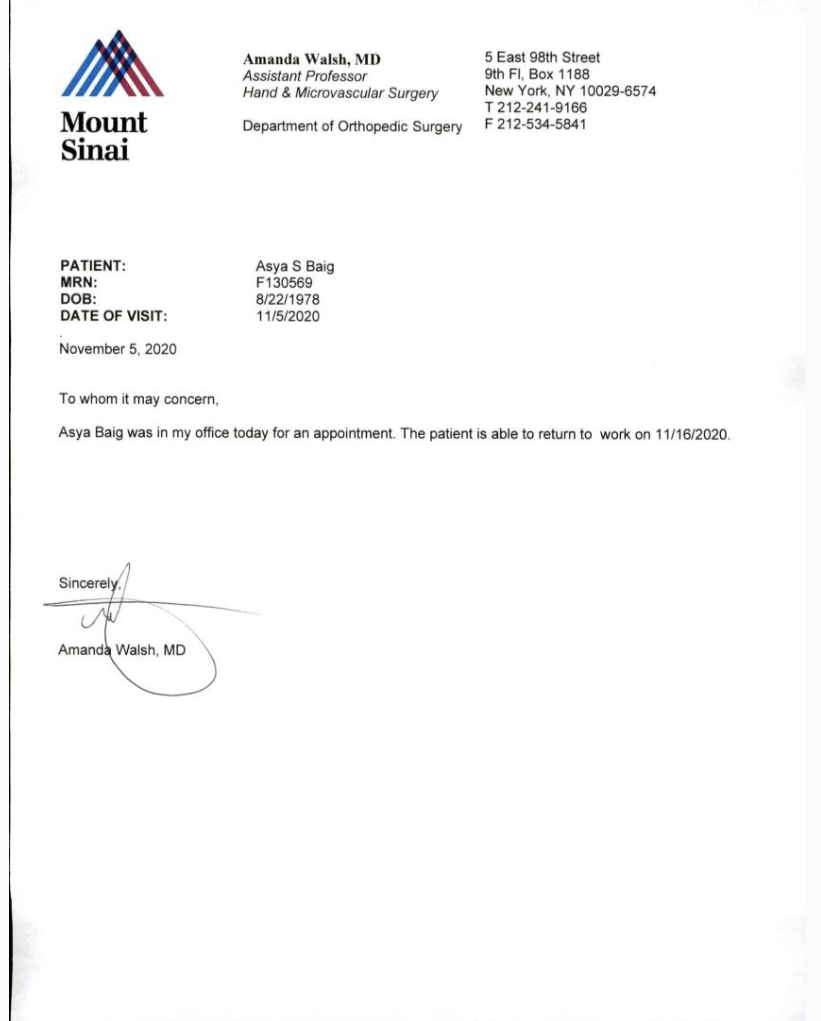 Mount
Sinai
Amanda Walsh, MD
Assistant Professor
Hand & Microvascular Surgery
Department of Orthopedic Surgery
5 East 98th Street
9th Fl, Box 1188
New York, NY 10029-6574
T 212-241-9166
F 212-534-5841
PATIENT: Asya S Baig
MRN: F130569
DOB: 8/22/1978
DATE OF VISIT: 11/5/2020
.
November 5, 2020
To whom it may concern,
Asya Baig was in my office today for an appointment. The patient is able to return to work on 11/16/2020.
Sincerely,
Amanda Walsh, MD